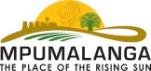 MPUMALANGA
THE PLACE OF THE RISING SUN